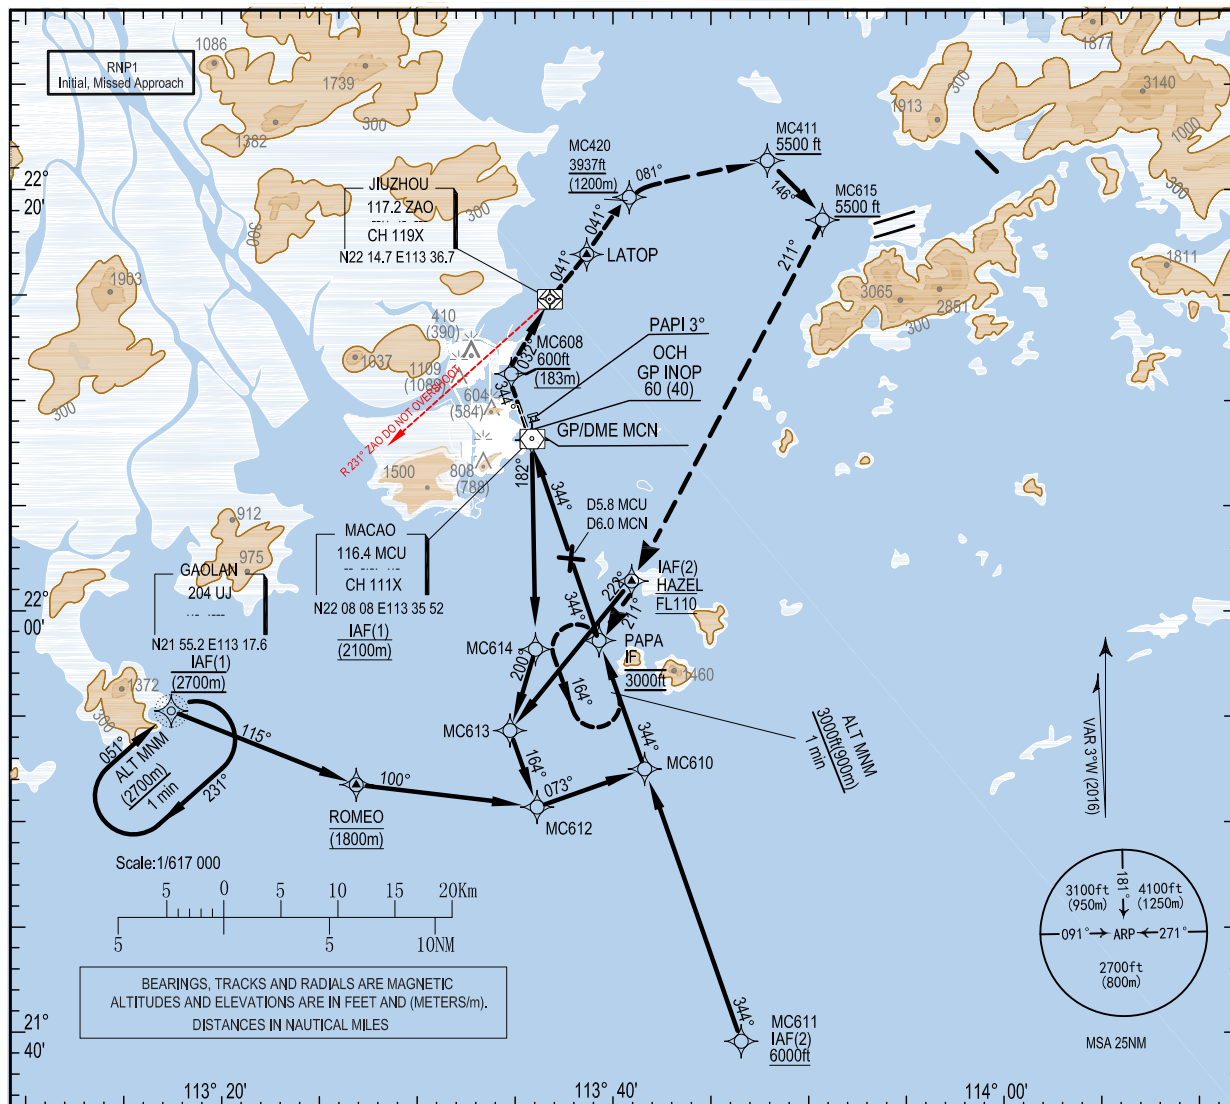 RNP1
Initial, Missed Approach
1086
1739
300
1382
300
1903
300
JIUZHOU
117.2 ZAO
CH 119X
N22 14.7 E113 36.7
300
MC420
3937ft
(1200m)
081°
MC411
5500 ft
146°
MC615
5500 ft
211°
1877
300
1913
3140
1000
300
1811
3065
2851
300
22°
20'
041°
LATOP
041°
410
(390)
1037
300
1109
604
(584)
032°
MC608
600ft
(183m)
344°
PAPI 3°
OCH
GP INOP
60 (40)
GP/DME MCN
R 231° ZAO DO NOT OVERSHOOT
1500
808
(788)
182°
344°
D5.8 MCU
D6.0 MCN
912
975
GAOLAN
204 UJ
N21 55.2 E113 17.6
IAF(1)
(2700m)
MACAO
116.4 MCU
CH 111X
N22 08 08 E113 35 52
IAF(1)
(2100m)
22°
00'
222°
IAF(2)
HAZEL
FL110
211°
344°
PAPA
IF
3000ft
1460
MC614
200°
164°
1372
300
051°
ALT MNM
(2700m)
1 min
231°
115°
MC613
164°
344°
ALT MNM
3000ft(900m)
1 min
VAR 3°W (2016)
100°
073°
MC610
MC612
ROMEO
(1800m)
Scale:1/617 000
5 0 5 10 15 20Km
5 5 10NM
BEARINGS, TRACKS AND RADIALS ARE MAGNETIC
ALTITUDES AND ELEVATIONS ARE IN FEET AND (METERS/m).
DISTANCES IN NAUTICAL MILES
3100ft
(950m)
181°
4100ft
(1250m)
091° ARP 271°
2700ft
(800m)
MSA 25NM
344°
MC611
IAF(2)
6000ft
21°
40'
113° 20'
113° 40'
114° 00'